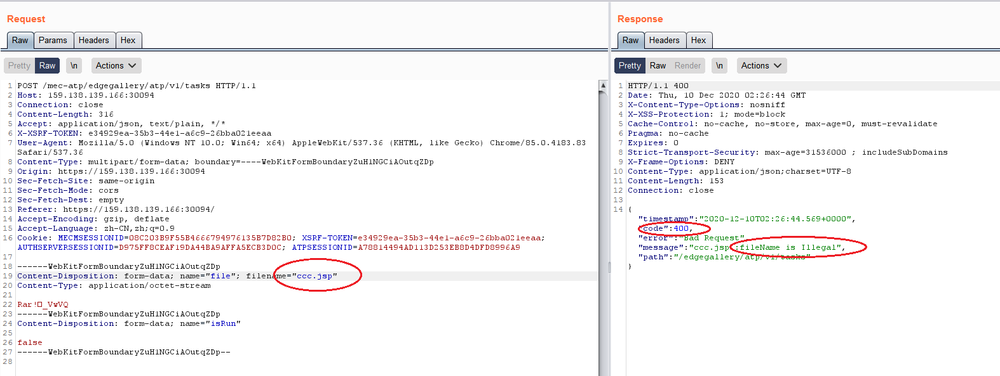 Request
Raw Params Headers Hex
Pretty Raw \n Actions
1 POST /mec-atp/edgegallery/atp/v1/tasks HTTP/1.1
2 Host: 159.138.139.166:30094
3 Connection: close
4 Content-Length: 316
5 Accept: application/json, text/plain, */*
6 X-XSRF-TOKEN: e34929ea-35b3-44e1-a6c9-26bba021eeaa
7 User-Agent: Mozilla/5.0 (Windows NT 10.0; Win64; x64) AppleWebKit/537.36 (KHTML, like Gecko) Chrome/85.0.4183.83
Safari/537.36
8 Content-Type: multipart/form-data; boundary=----WebKitFormBoundaryZuH1NGCiAOutqZDp
9 Origin: https://159.138.139.166:30094
10 Sec-Fetch-Site: same-origin
11 Sec-Fetch-Mode: cors
12 Sec-Fetch-Dest: empty
13 Referer: https://159.138.139.166:30094/
14 Accept-Encoding: gzip, deflate
15 Accept-Language: zh-CN,zh;q=0.9
16 Cookie: MECMSESSIONID=08C203B9F55B4666794976135B7D82B0; XSRF-TOKEN=e34929ea-35b3-44e1-a6c9-26bba021eeaa;
AUTHSERVERSESSIONID=D975FF8CEAF19DA44BA9AFFA5ECB3D0C; ATPSESSIONID=A78814494AD113D253EB8D4DFD8996A9
17
18 ------WebKitFormBoundaryZuH1NGCiAOutqZDp
19 Content-Disposition: form-data; name="file"; filename="ccc.jsp"
20 Content-Type: application/octet-stream
21
22 Rar!□_VwVQ
23 ------WebKitFormBoundaryZuH1NGCiAOutqZDp
24 Content-Disposition: form-data; name="isRun"
25
26 false
27 ------WebKitFormBoundaryZuH1NGCiAOutqZDp--
28
Response
Raw Headers Hex
Pretty Raw Render \n Actions
1 HTTP/1.1 400
2 Date: Thu, 10 Dec 2020 02:26:44 GMT
3 X-Content-Type-Options: nosniff
4 X-XSS-Protection: 1; mode=block
5 Cache-Control: no-cache, no-store, max-age=0, must-revalidate
6 Pragma: no-cache
7 Expires: 0
8 Strict-Transport-Security: max-age=31536000 ; includeSubDomains
9 X-Frame-Options: DENY
10 Content-Type: application/json;charset=UTF-8
11 Content-Length: 153
12 Connection: close
13
14 {
"timestamp":"2020-12-10T02:26:44.569+0000",
"code":400,
"error":"Bad Request",
"message":"ccc.jsp :fileName is Illegal",
"path":"/edgegallery/atp/v1/tasks"
}